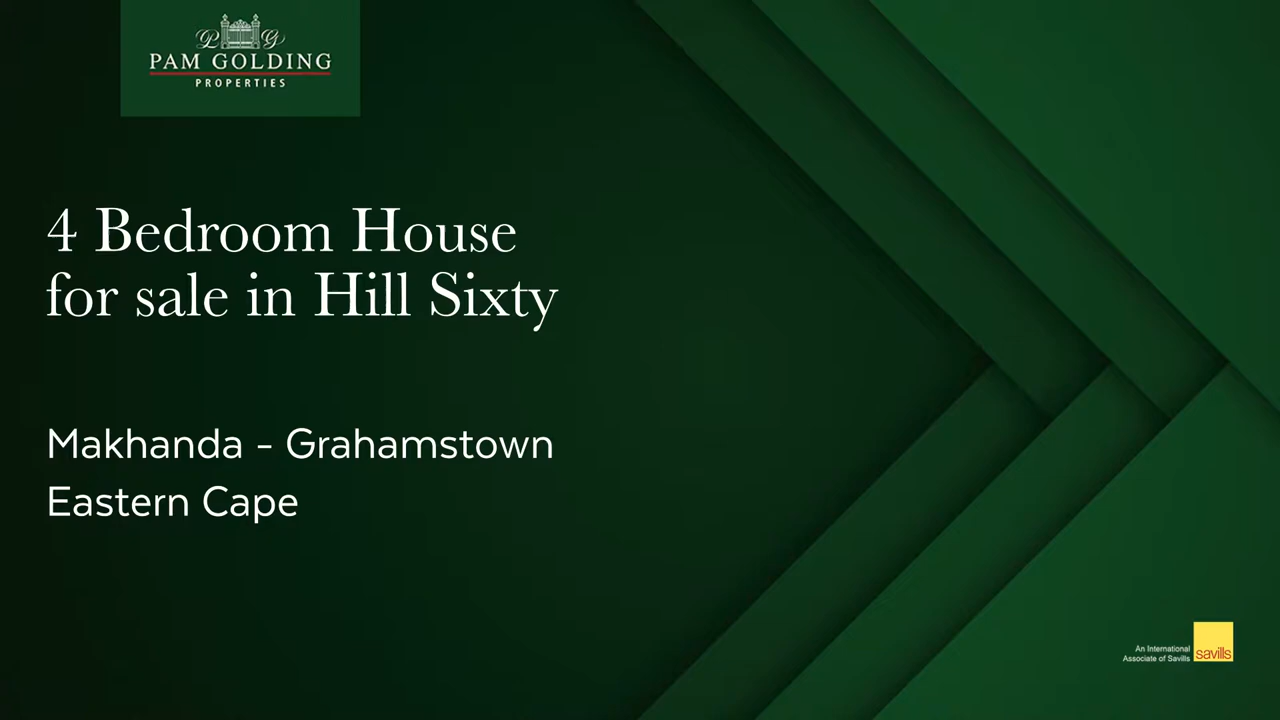 PAM GOLDING
PROPERTIES
4 Bedroom House
for sale in Hill Sixty
Makhanda - Grahamstown
Eastern Cape
An International
Associate of Savills
savills